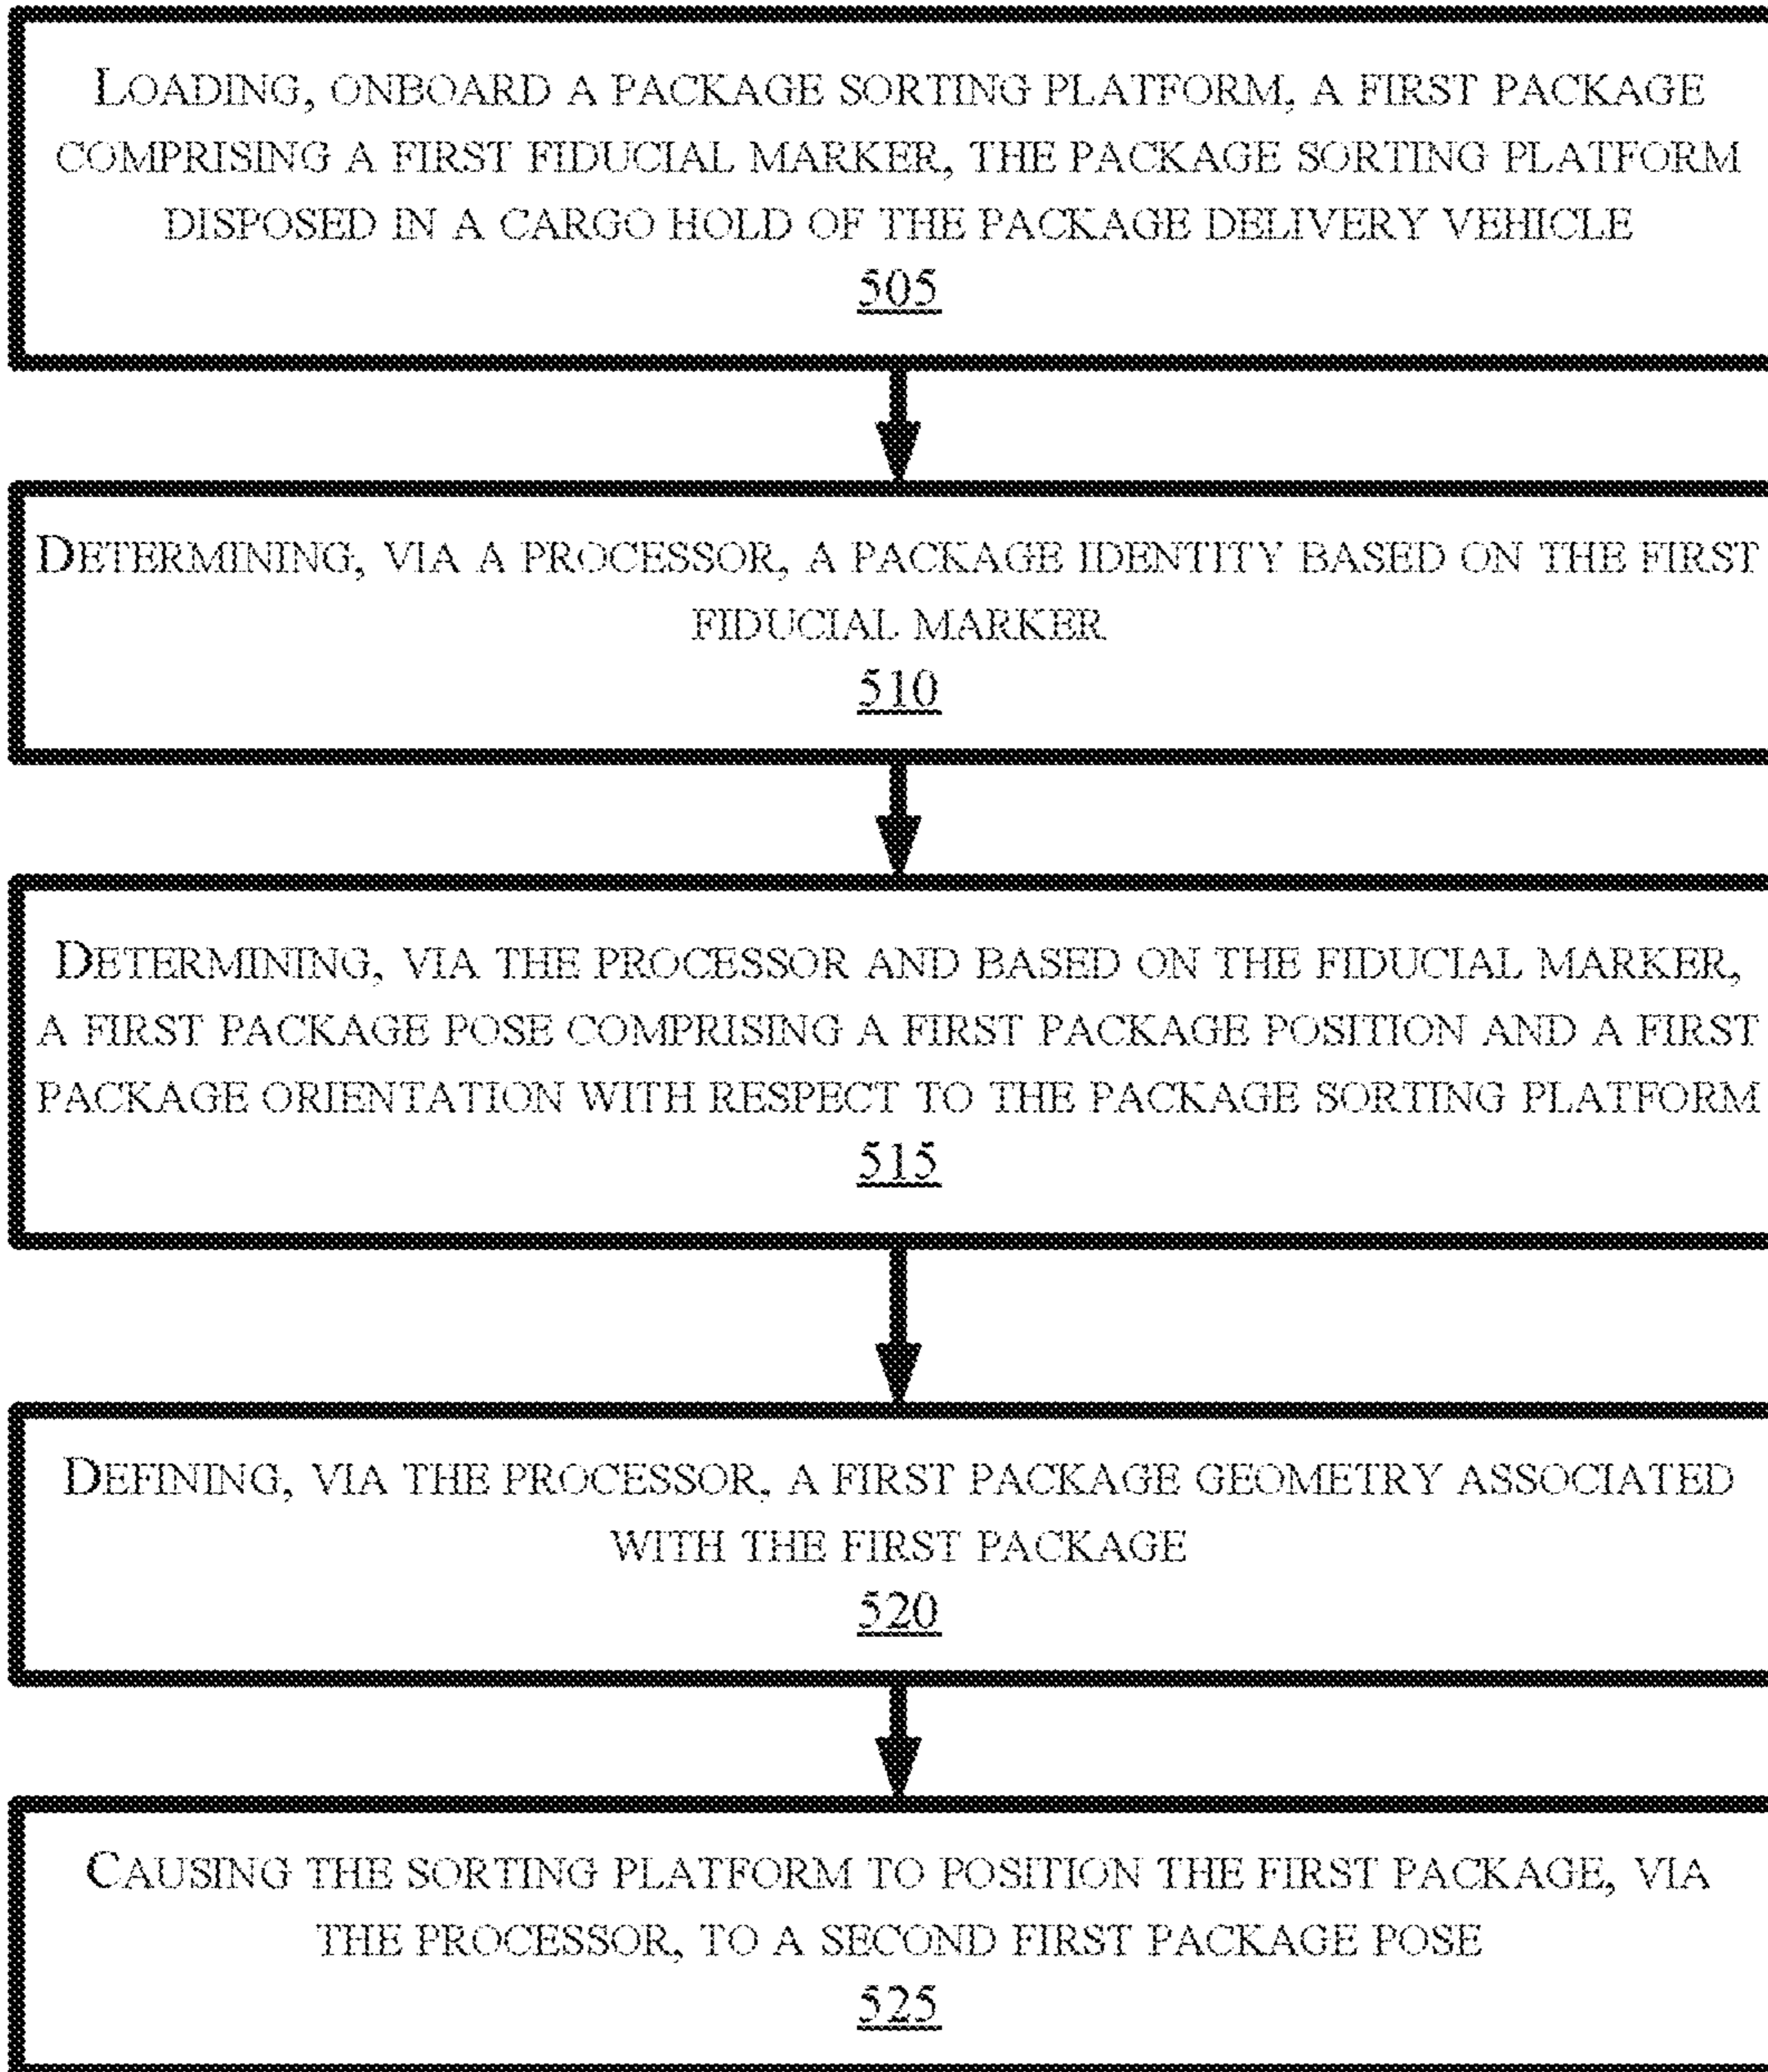 LOADING, ONBOARD A PACKAGE SORTING PLATFORM, A FIRST PACKAGE
COMPRISING A FIRST FIDUCIAL MARKER, THE PACKAGE SORTING PLATFORM
DISPOSED IN A CARGO HOLD OF THE PACKAGE DELIVERY VEHICLE
505
DETERMINING, VIA A PROCESSOR, A PACKAGE IDENTITY BASED ON THE FIRST
FIDUCIAL MARKER
510
DETERMINING, VIA THE PROCESSOR AND BASED ON THE FIDUCIAL MARKER,
A FIRST PACKAGE POSE COMPRISING A FIRST PACKAGE POSITION AND A FIRST
PACKAGE ORIENTATION WITH RESPECT TO THE PACKAGE SORTING PLATFORM
515
DEFINING, VIA THE PROCESSOR, A FIRST PACKAGE GEOMETRY ASSOCIATED
WITH THE FIRST PACKAGE
520
CAUSING THE SORTING PLATFORM TO POSITION THE FIRST PACKAGE, VIA
THE PROCESSOR, TO A SECOND FIRST PACKAGE POSE
525